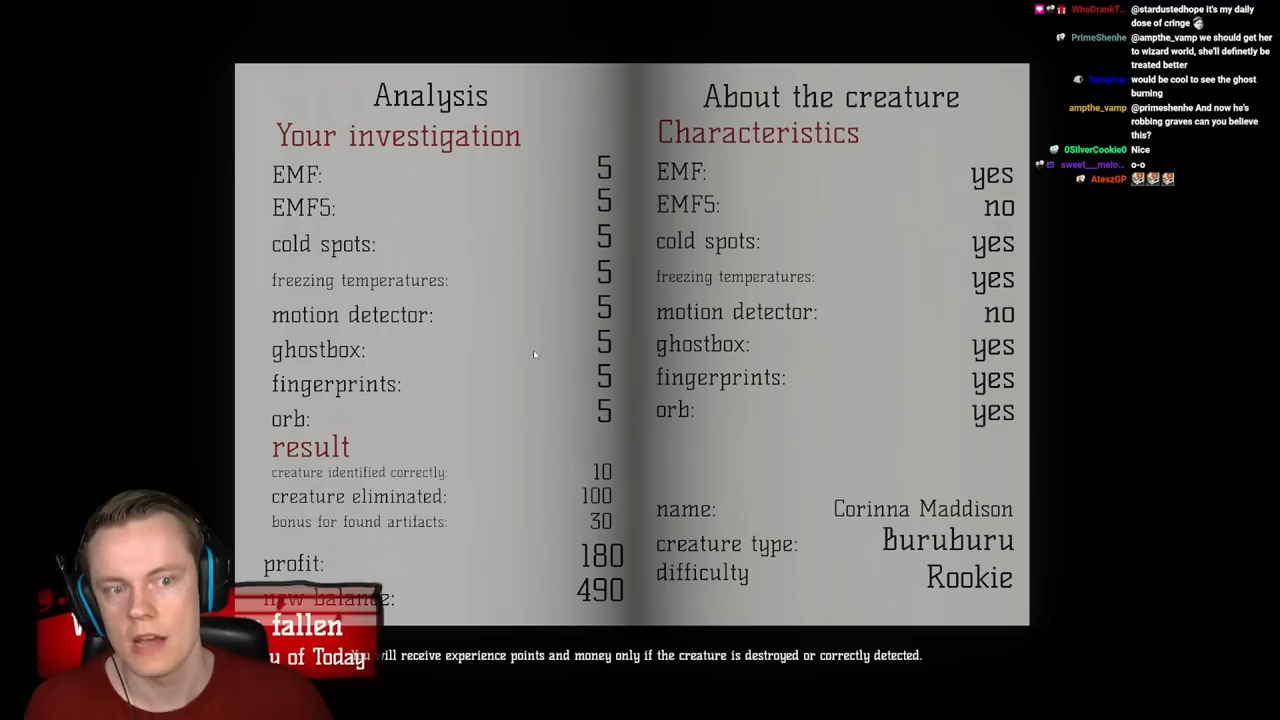 Analysis
Your investigation
EMF: 5
EMF5: 5
cold spots: 5
freezing temperatures: 5
motion detector: 5
ghostbox: 5
fingerprints: 5
orb: 5
result
creature identified correctly: 10
creature eliminated: 100
bonus for found artifacts: 30
profit: 180
new balance: 490
About the creature
Characteristics
EMF: yes
EMF5: no
cold spots: yes
freezing temperatures: yes
motion detector: no
ghostbox: yes
fingerprints: yes
orb: yes
name: Corinna Maddison
creature type: Buruburu
difficulty Rookie
fallen
of Today
will receive experience points and money only if the creature is destroyed or correctly detected.
WhoDrankT... @stardustedhope it's my daily
dose of cringe
PrimeShenhe @ampthe_vamp we should get her
to wizard world, she'll definetly be
treated better
would be cool to see the ghost
burning
ampthe_vamp @primeshenhe And now he's
robbing graves can you believe
this?
0SilverCookie0 Nice
sweet__melo... o-o
AteszGP